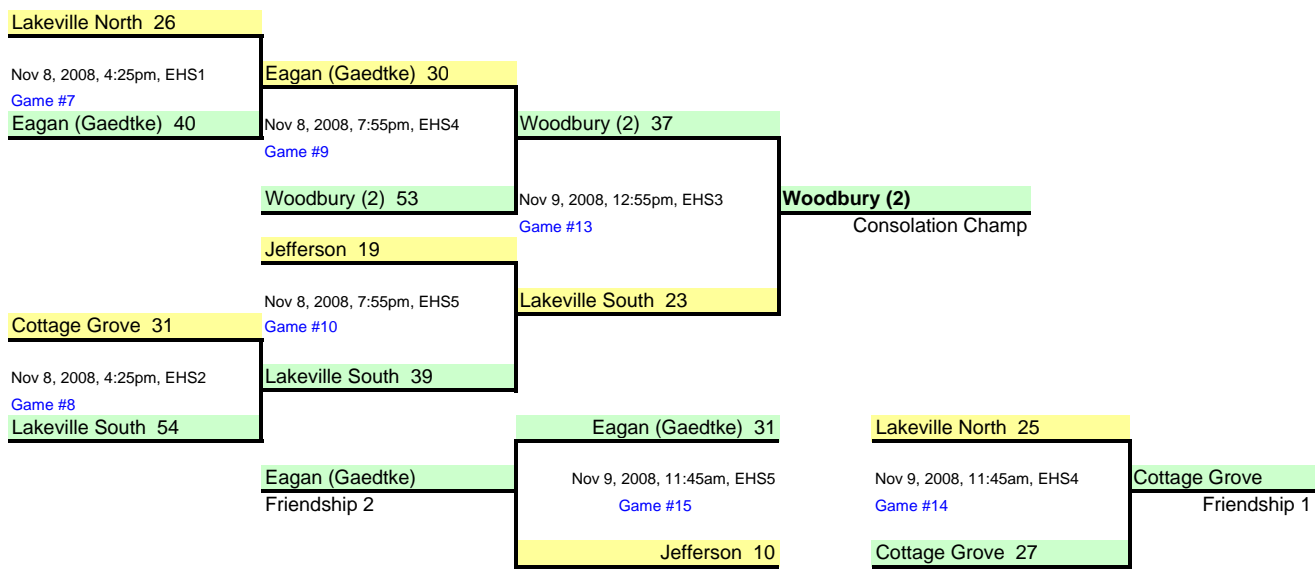 Lakeville North 26
Nov 8, 2008, 4:25pm, EHS1
Game #7
Eagan (Gaedtke) 40
Eagan (Gaedtke) 30
Nov 8, 2008, 7:55pm, EHS4
Game #9
Woodbury (2) 53
Woodbury (2) 37
Nov 9, 2008, 12:55pm, EHS3
Game #13
Woodbury (2)
Consolation Champ
Jefferson 19
Nov 8, 2008, 7:55pm, EHS5
Game #10
Lakeville South 23
Cottage Grove 31
Nov 8, 2008, 4:25pm, EHS2
Game #8
Lakeville South 54
Lakeville South 39
Eagan (Gaedtke) 31
Eagan (Gaedtke)
Friendship 2
Nov 9, 2008, 11:45am, EHS5
Game #15
Jefferson 10
Lakeville North 25
Nov 9, 2008, 11:45am, EHS4
Game #14
Cottage Grove 27
Cottage Grove
Friendship 1